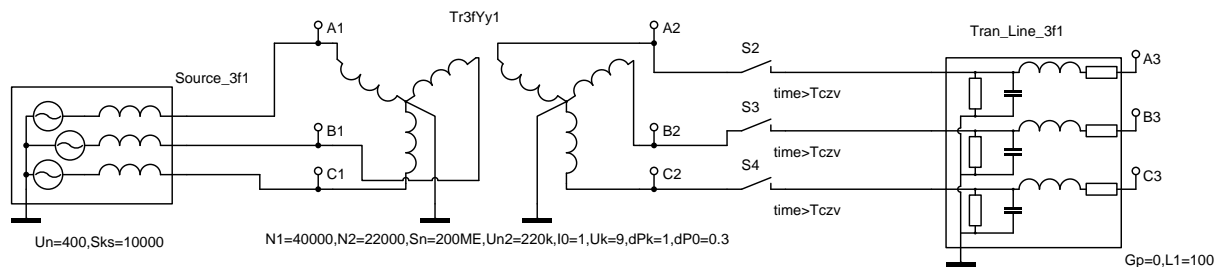 Tr3fYy1
A1
A2
Tran_Line_3f1
S2
A3
Source_3f1
time>Tczv
S3
B1
B2
B3
time>Tczv
S4
C1
C2
C3
time>Tczv
Un=400,Sks=10000
N1=40000,N2=22000,Sn=200ME,Un2=220k,I0=1,Uk=9,dPk=1,dP0=0.3
Gp=0,L1=100